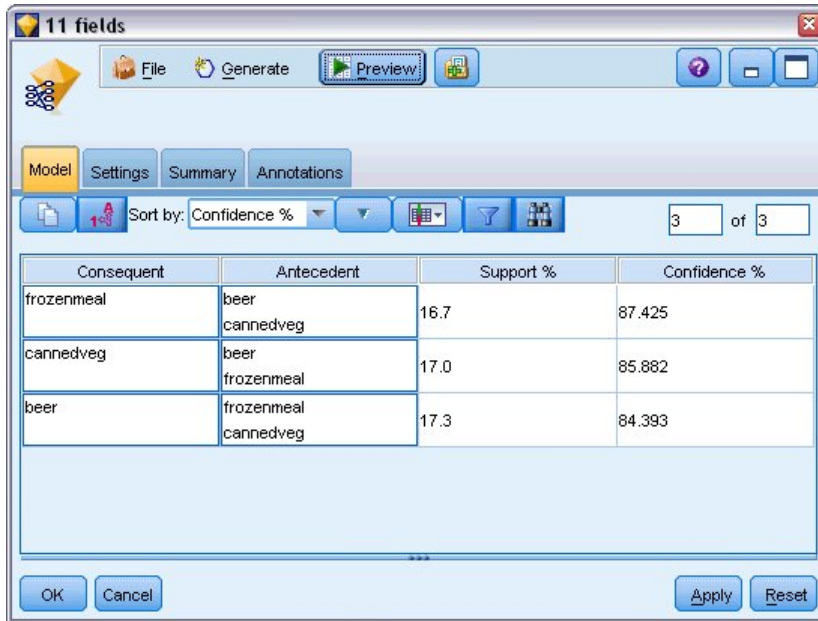 11 fields
File Generate Preview
Model Settings Summary Annotations
Sort by: Confidence % 3 of 3
Consequent Antecedent Support % Confidence %
frozenmeal beer cannedveg 16.7 87.425
cannedveg beer frozenmeal 17.0 85.882
beer frozenmeal cannedveg 17.3 84.393
OK Cancel Apply Reset